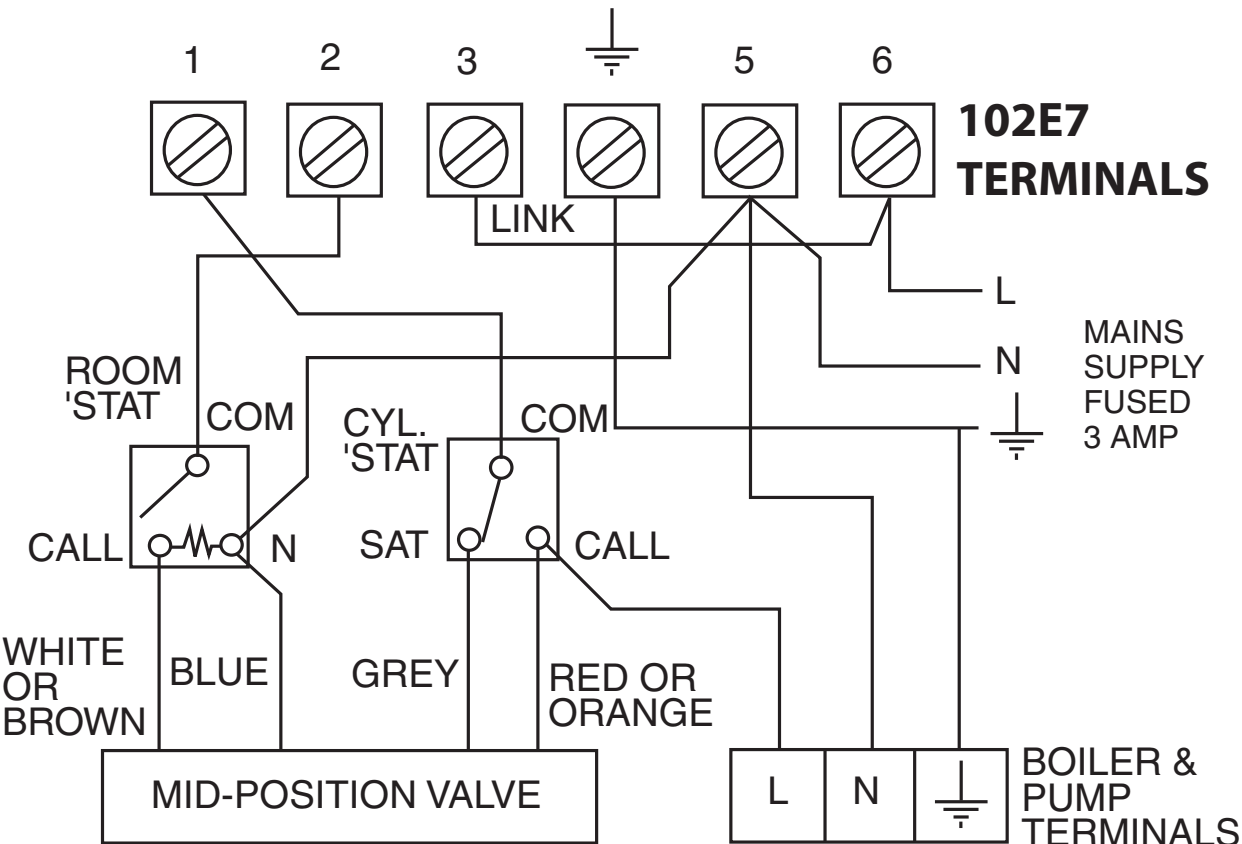 1 2 3 5 6
102E7
TERMINALS
LINK
L
N
MAINS
SUPPLY
FUSED
3 AMP
ROOM
'STAT
COM
CYL.
'STAT
COM
CALL
N
SAT
CALL
WHITE
OR
BROWN
BLUE
GREY
RED OR
ORANGE
MID-POSITION VALVE
L
N
BOILER &
PUMP
TERMINALS